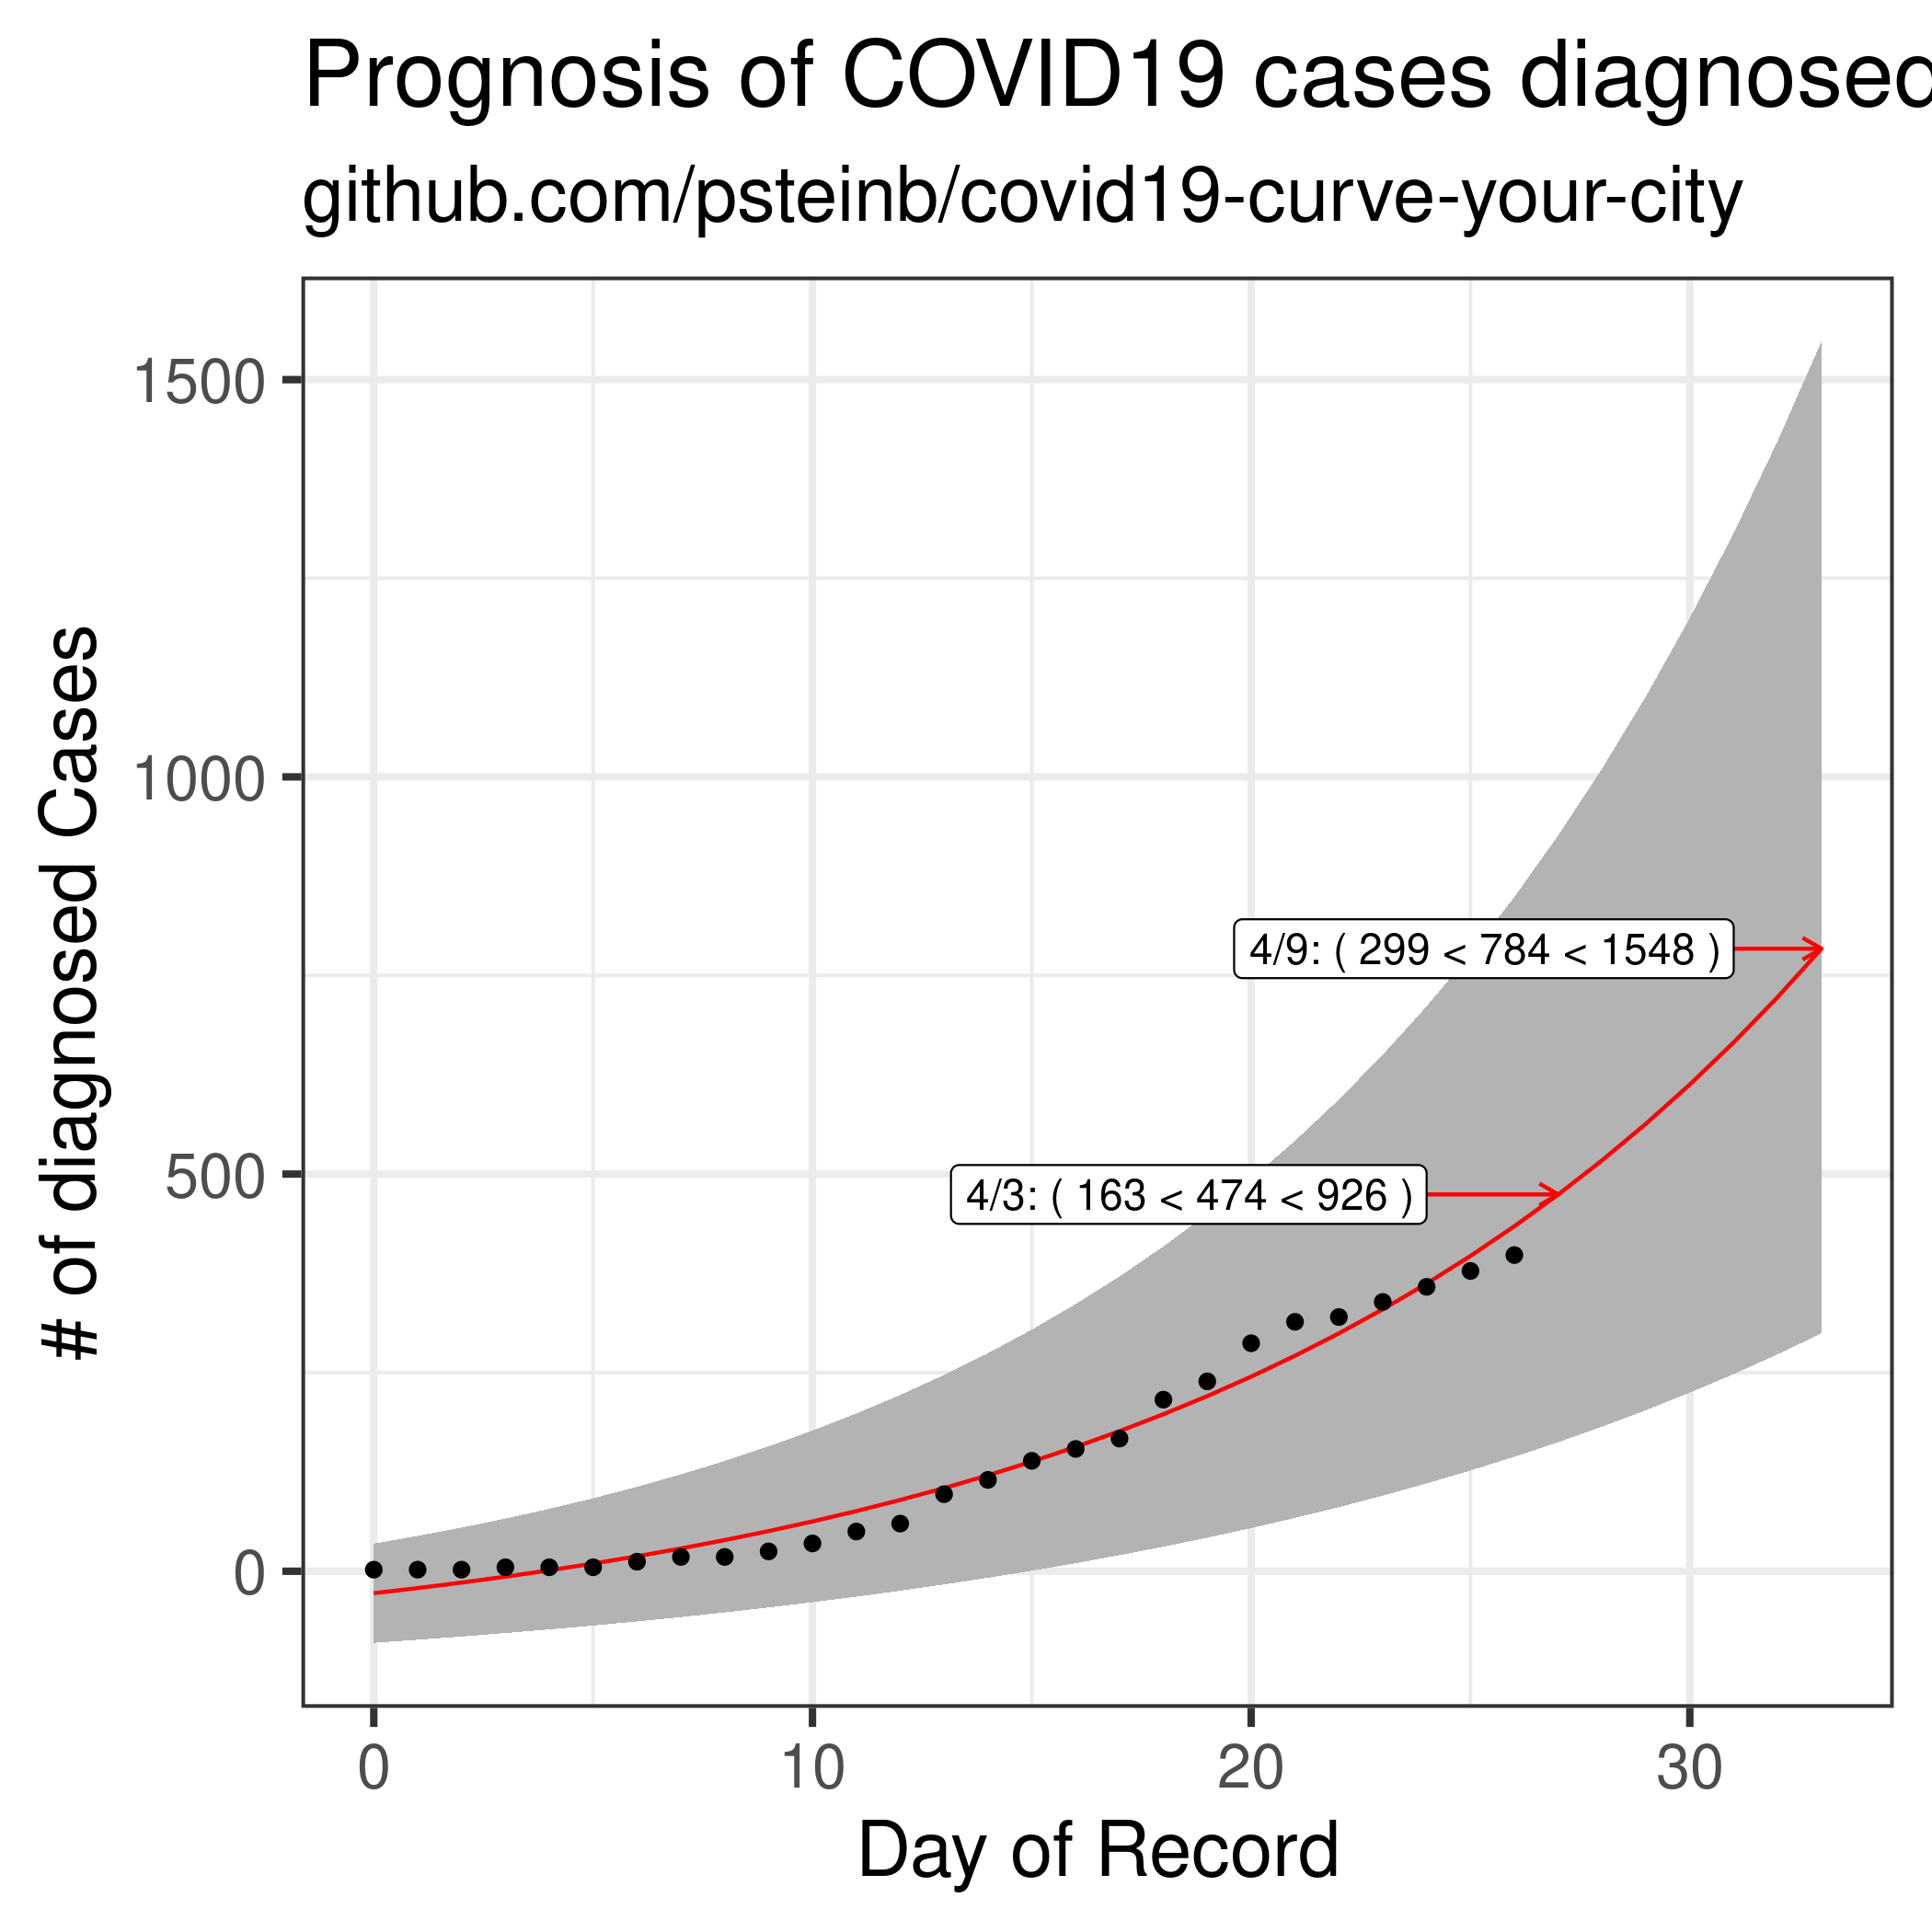 Prognosis of COVID19 cases diagnosed
github.com/psteinb/covid19-curve-your-city
# of diagnosed Cases
1500
1000
500
0
4/9: ( 299 < 784 < 1548 )
4/3: ( 163 < 474 < 926 )
0 10 20 30
Day of Record